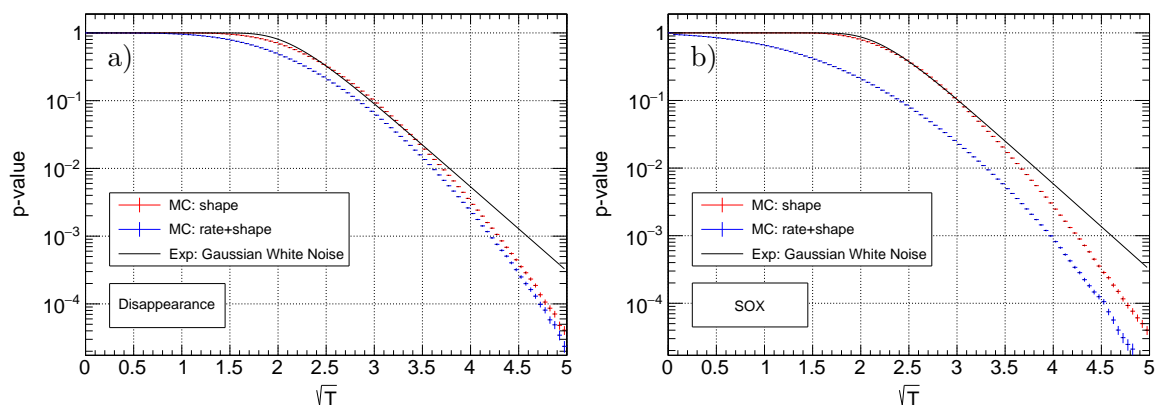 a)
p-value
1
10⁻¹
10⁻²
10⁻³
10⁻⁴
MC: shape
MC: rate+shape
Exp: Gaussian White Noise
Disappearance
0 0.5 1 1.5 2 2.5 3 3.5 4 4.5 5
√T
b)
p-value
1
10⁻¹
10⁻²
10⁻³
10⁻⁴
MC: shape
MC: rate+shape
Exp: Gaussian White Noise
SOX
0 0.5 1 1.5 2 2.5 3 3.5 4 4.5 5
√T